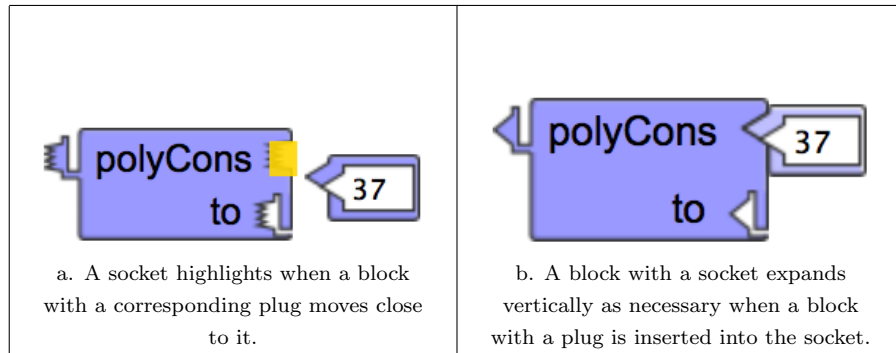 polyCons
37
to
a. A socket highlights when a block
with a corresponding plug moves close
to it.
polyCons
37
to
b. A block with a socket expands
vertically as necessary when a block
with a plug is inserted into the socket.